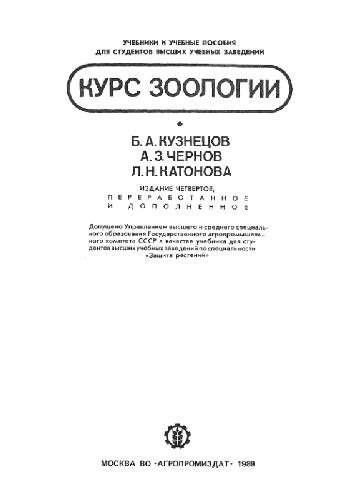 УЧЕБНИКИ И УЧЕБНЫЕ ПОСОБИЯ
ДЛЯ СТУДЕНТОВ ВЫСШИХ УЧЕБНЫХ ЗАВЕДЕНИЙ
КУРС ЗООЛОГИИ
Б. А. КУЗНЕЦОВ
А. З. ЧЕРНОВ
Л. Н. КАТОНОВА
ИЗДАНИЕ ЧЕТВЕРТОЕ,
ПЕРЕРАБОТАННОЕ
И ДОПОЛНЕННОЕ
Допущено Управлением высшего и среднего специаль-
ного образования Государственного агропромышлен-
ного комитета СССР в качестве учебника для сту-
дентов высших учебных заведений по специальности
«Защита растений»
МОСКВА ВО «АГРОПРОМИЗДАТ» 1989